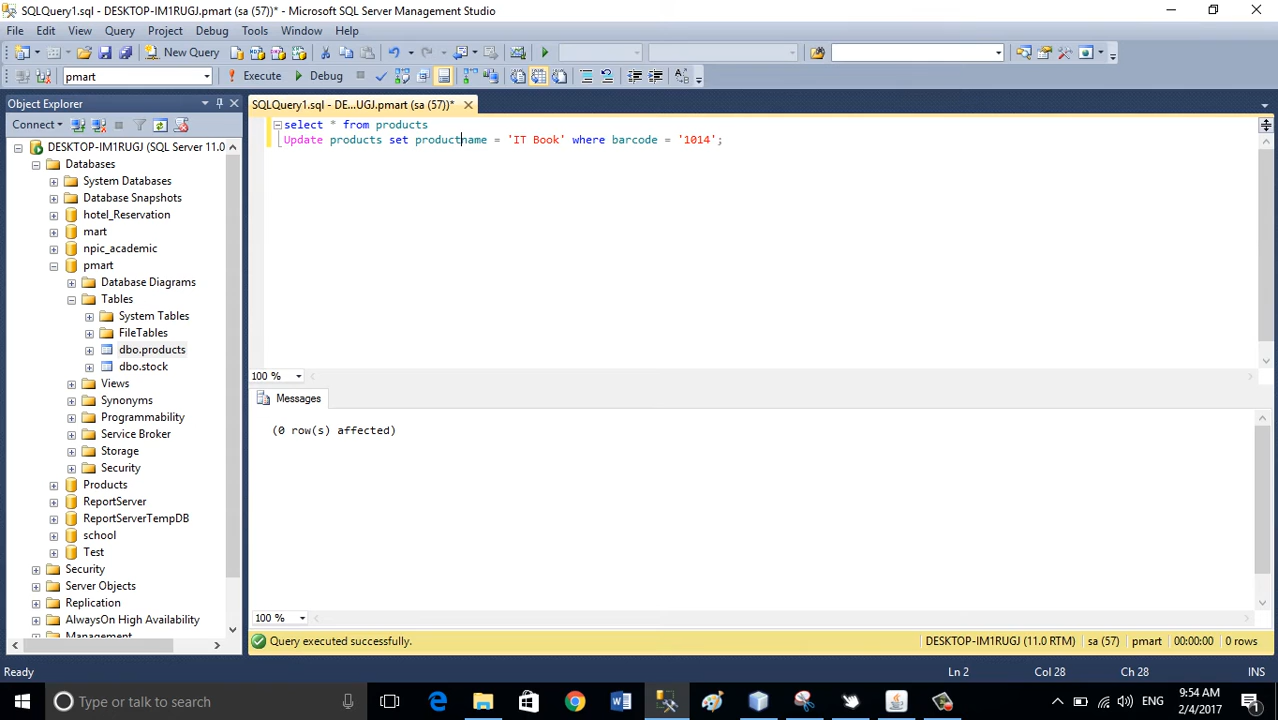 SQLQuery1.sql - DESKTOP-IM1RUGJ.pmart (sa (57))* - Microsoft SQL Server Management Studio
File Edit View Query Project Debug Tools Window Help
New Query
pmart Execute Debug
Object Explorer
SQLQuery1.sql - DE...UGJ.pmart (sa (57))*
Connect
DESKTOP-IM1RUGJ (SQL Server 11.0
Databases
System Databases
Database Snapshots
hotel_Reservation
mart
npic_academic
pmart
Database Diagrams
Tables
System Tables
FileTables
dbo.products
dbo.stock
Views
Synonyms
Programmability
Service Broker
Storage
Security
Products
ReportServer
ReportServerTempDB
school
Test
Security
Server Objects
Replication
AlwaysOn High Availability
Management
select * from products
Update products set productname = 'IT Book' where barcode = '1014';
100 %
Messages
(0 row(s) affected)
100 %
Query executed successfully. DESKTOP-IM1RUGJ (11.0 RTM) sa (57) pmart 00:00:00 0 rows
Ready Ln 2 Col 28 Ch 28 INS
Type or talk to search
ENG
9:54 AM
2/4/2017